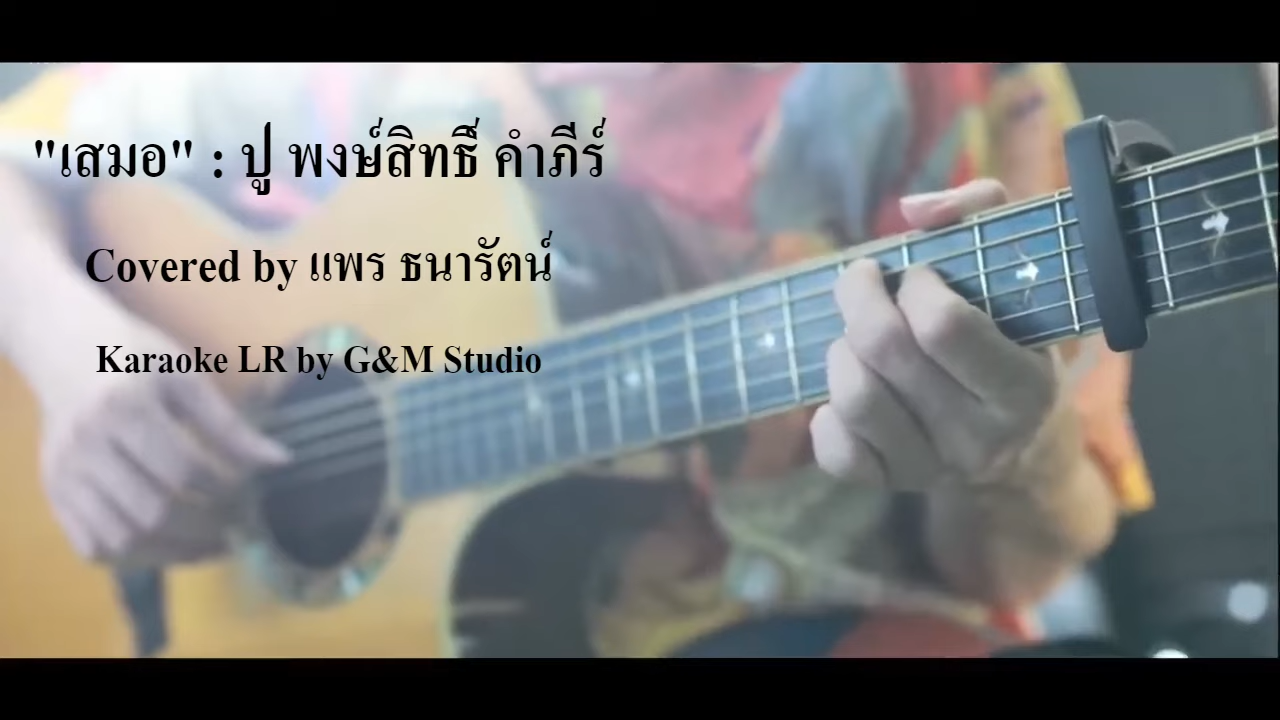 "เสมอ" : ปู พงษ์สิทธิ์ คำภีร์
Covered by แพร ธนารัตน์
Karaoke LR by G&M Studio